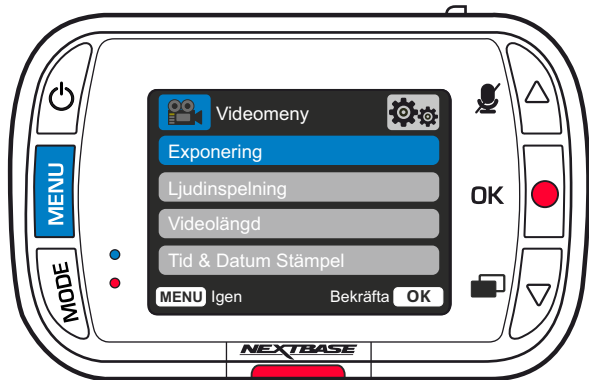 Videomeny
Exponering
Ljudinspelning
Videolängd
Tid & Datum Stämpel
MENU Igen Bekräfta OK
MENU
MODE
OK
NEXTBASE